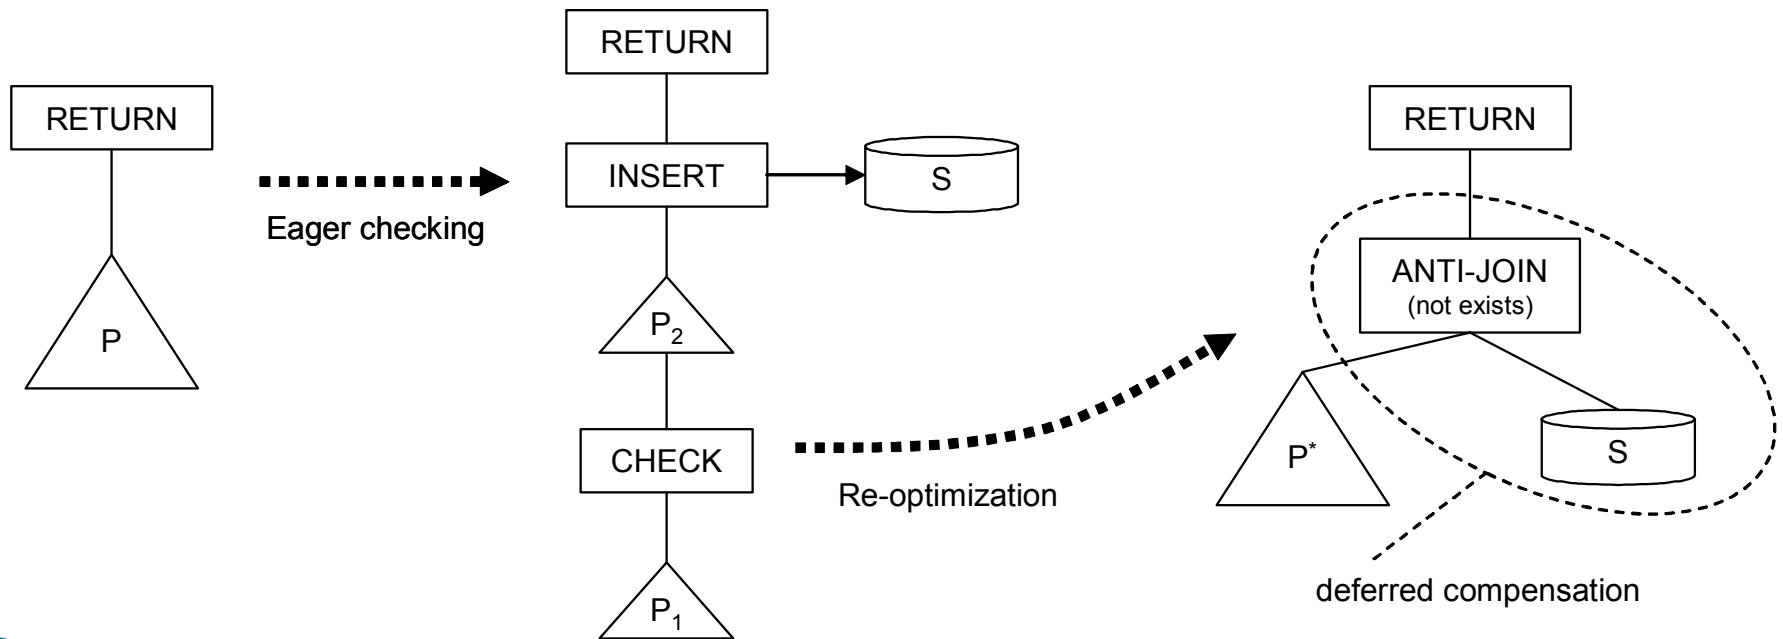 RETURN
P
Eager checking
RETURN
INSERT
S
P2
CHECK
P1
Re-optimization
RETURN
ANTI-JOIN
(not exists)
P*
S
deferred compensation